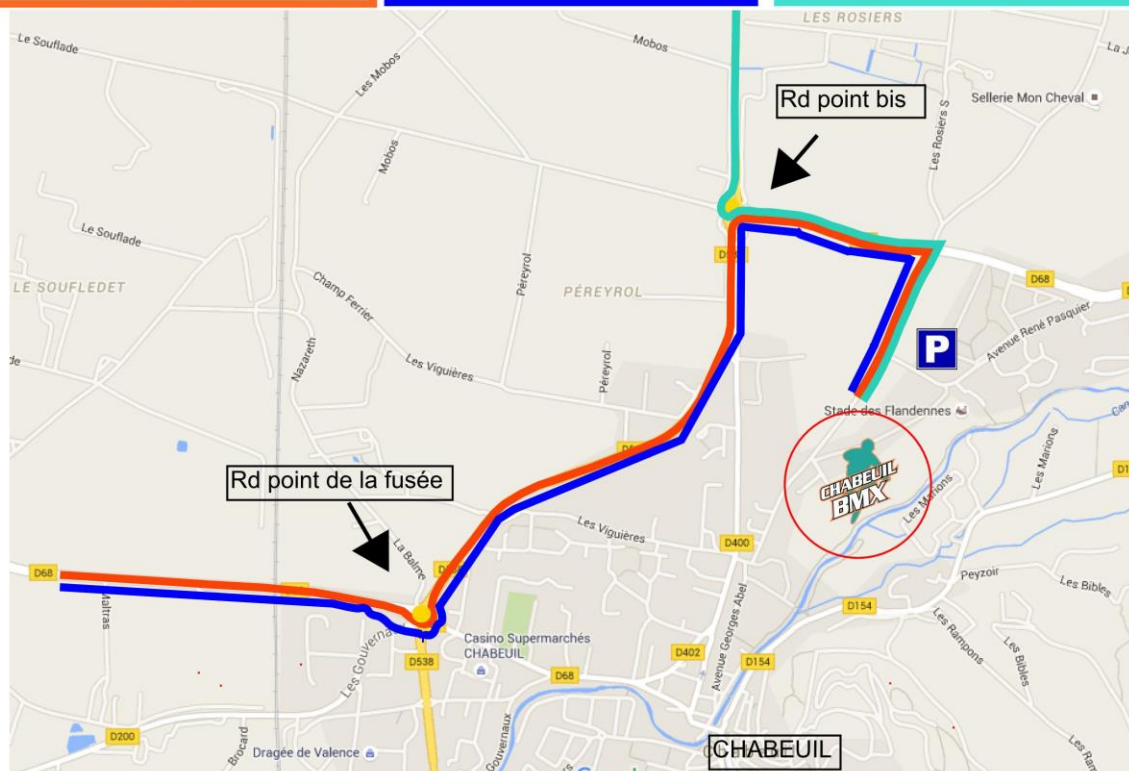 LES ROSIERS
Le Souflade
Mobos
Les Mobos
Rd point bis
Sellerie Mon Cheval
Les Rosiers S
Mobos
Le Souflade
LE SOUFLEDET
Champ Ferrier
Péreyrol
PÉREYROL
D68
Avenue René Pasquier
P
Nazareth
Les Viguières
Péreyrol
Stade des Flandennes
CHABEUIL
BMX
Les Marions
Les Marions
Rd point de la fusée
Les Viguières
D400
La Balme
D68
Maltras
Peyzoir
Les Bibles
D154
Casino Supermarchés
CHABEUIL
D538
D68
D402
Avenue Georges Abel
D154
Les Rampons
Les Bibles
D200
Brocard
Dragée de Valence
Gouvernaux
CHABEUIL